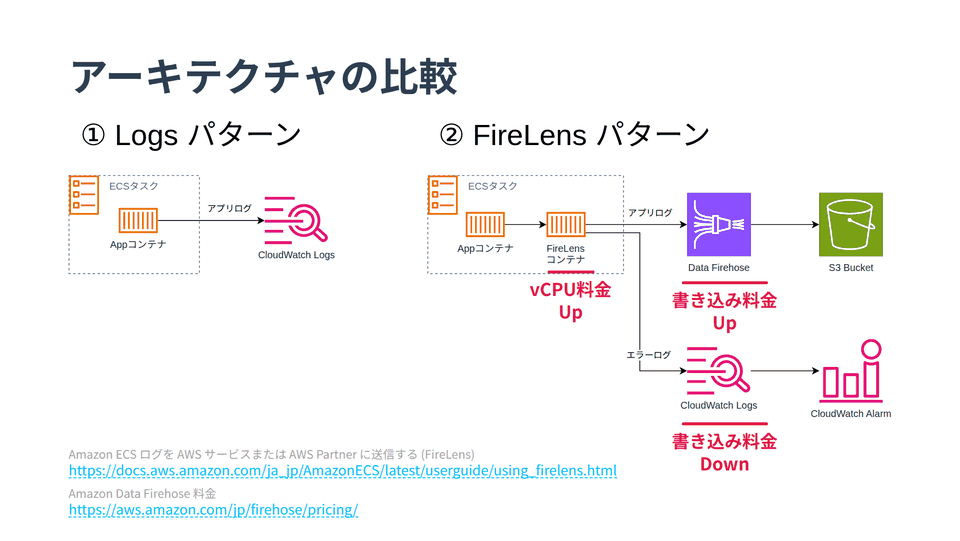 アーキテクチャの比較
① Logs パターン
ECSタスク
Appコンテナ
アプリログ
CloudWatch Logs
② FireLens パターン
ECSタスク
Appコンテナ
FireLens
コンテナ
vCPU料金
Up
アプリログ
Data Firehose
書き込み料金
Up
S3 Bucket
エラーログ
CloudWatch Logs
書き込み料金
Down
CloudWatch Alarm
Amazon ECS ログを AWS サービスまたは AWS Partner に送信する (FireLens)
https://docs.aws.amazon.com/ja_jp/AmazonECS/latest/userguide/using_firelens.html
Amazon Data Firehose 料金
https://aws.amazon.com/jp/firehose/pricing/